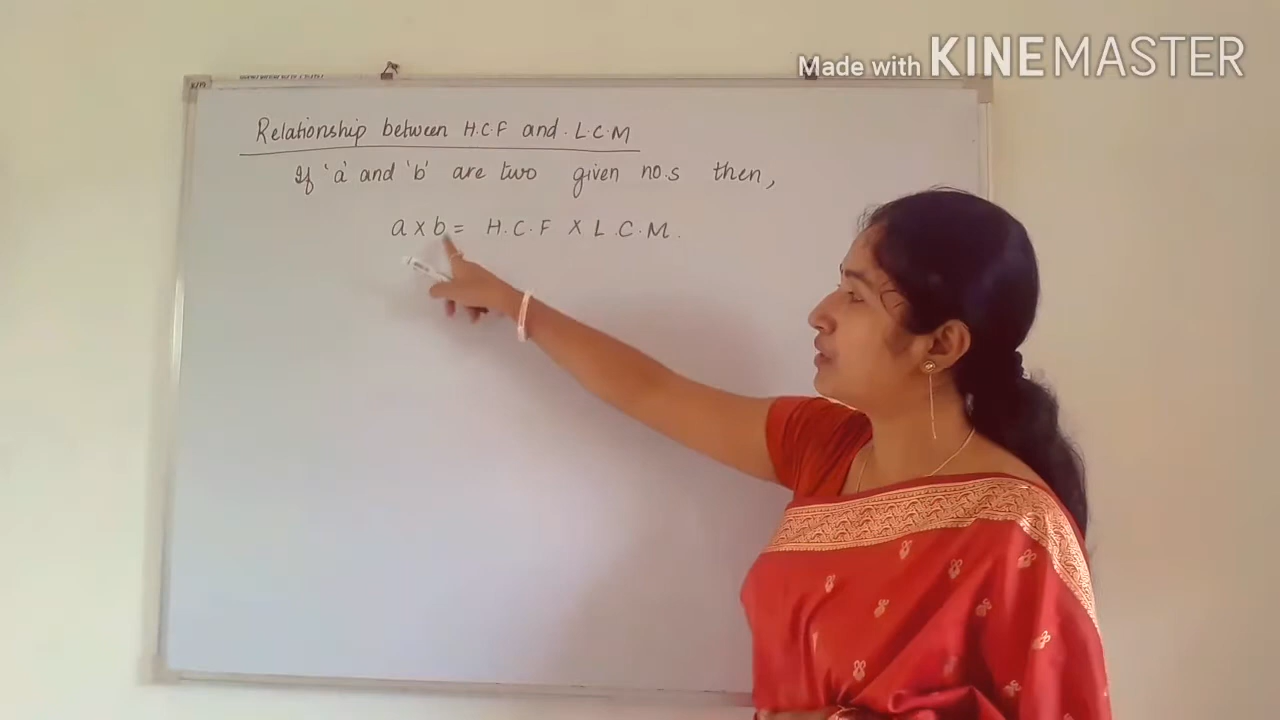 Made with KINEMASTER
Relationship between H.C.F and. L.C.M
If 'a' and 'b' are two given no.s then,
a x b = H.C.F X L.C.M.